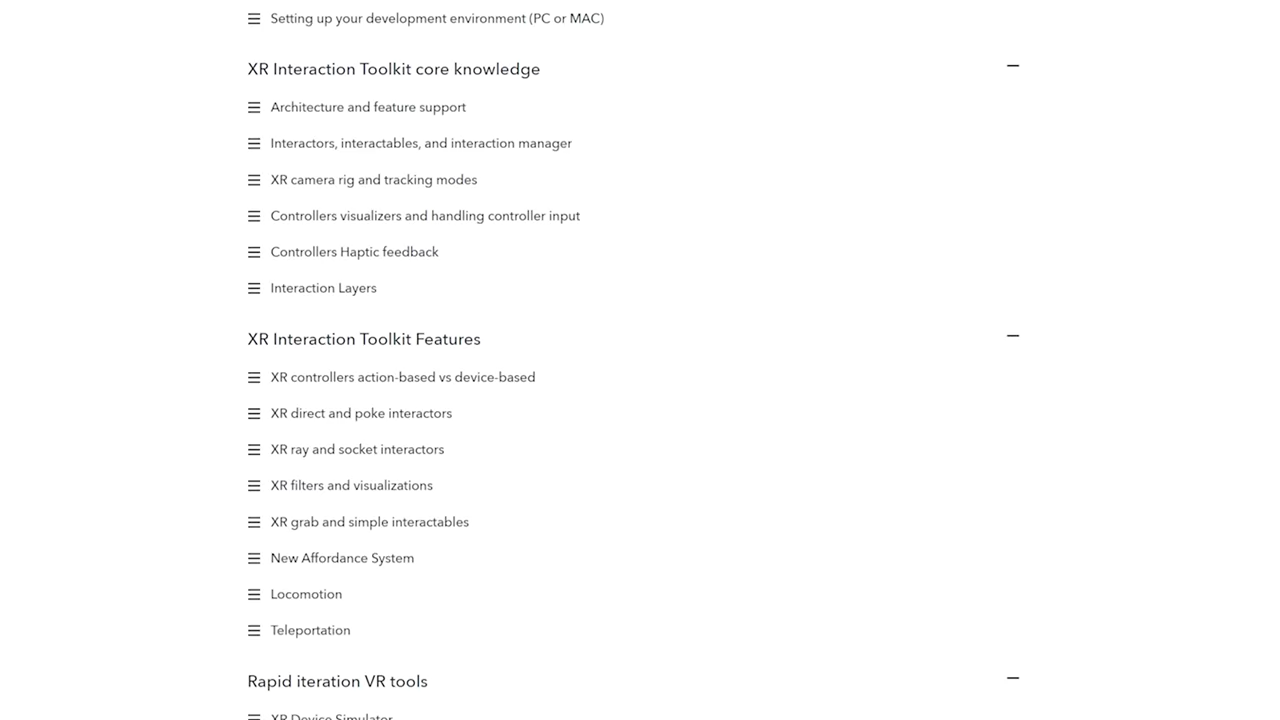 Setting up your development environment (PC or MAC)
XR Interaction Toolkit core knowledge
Architecture and feature support
Interactors, interactables, and interaction manager
XR camera rig and tracking modes
Controllers visualizers and handling controller input
Controllers Haptic feedback
Interaction Layers
XR Interaction Toolkit Features
XR controllers action-based vs device-based
XR direct and poke interactors
XR ray and socket interactors
XR filters and visualizations
XR grab and simple interactables
New Affordance System
Locomotion
Teleportation
Rapid iteration VR tools
XR Device Simulator